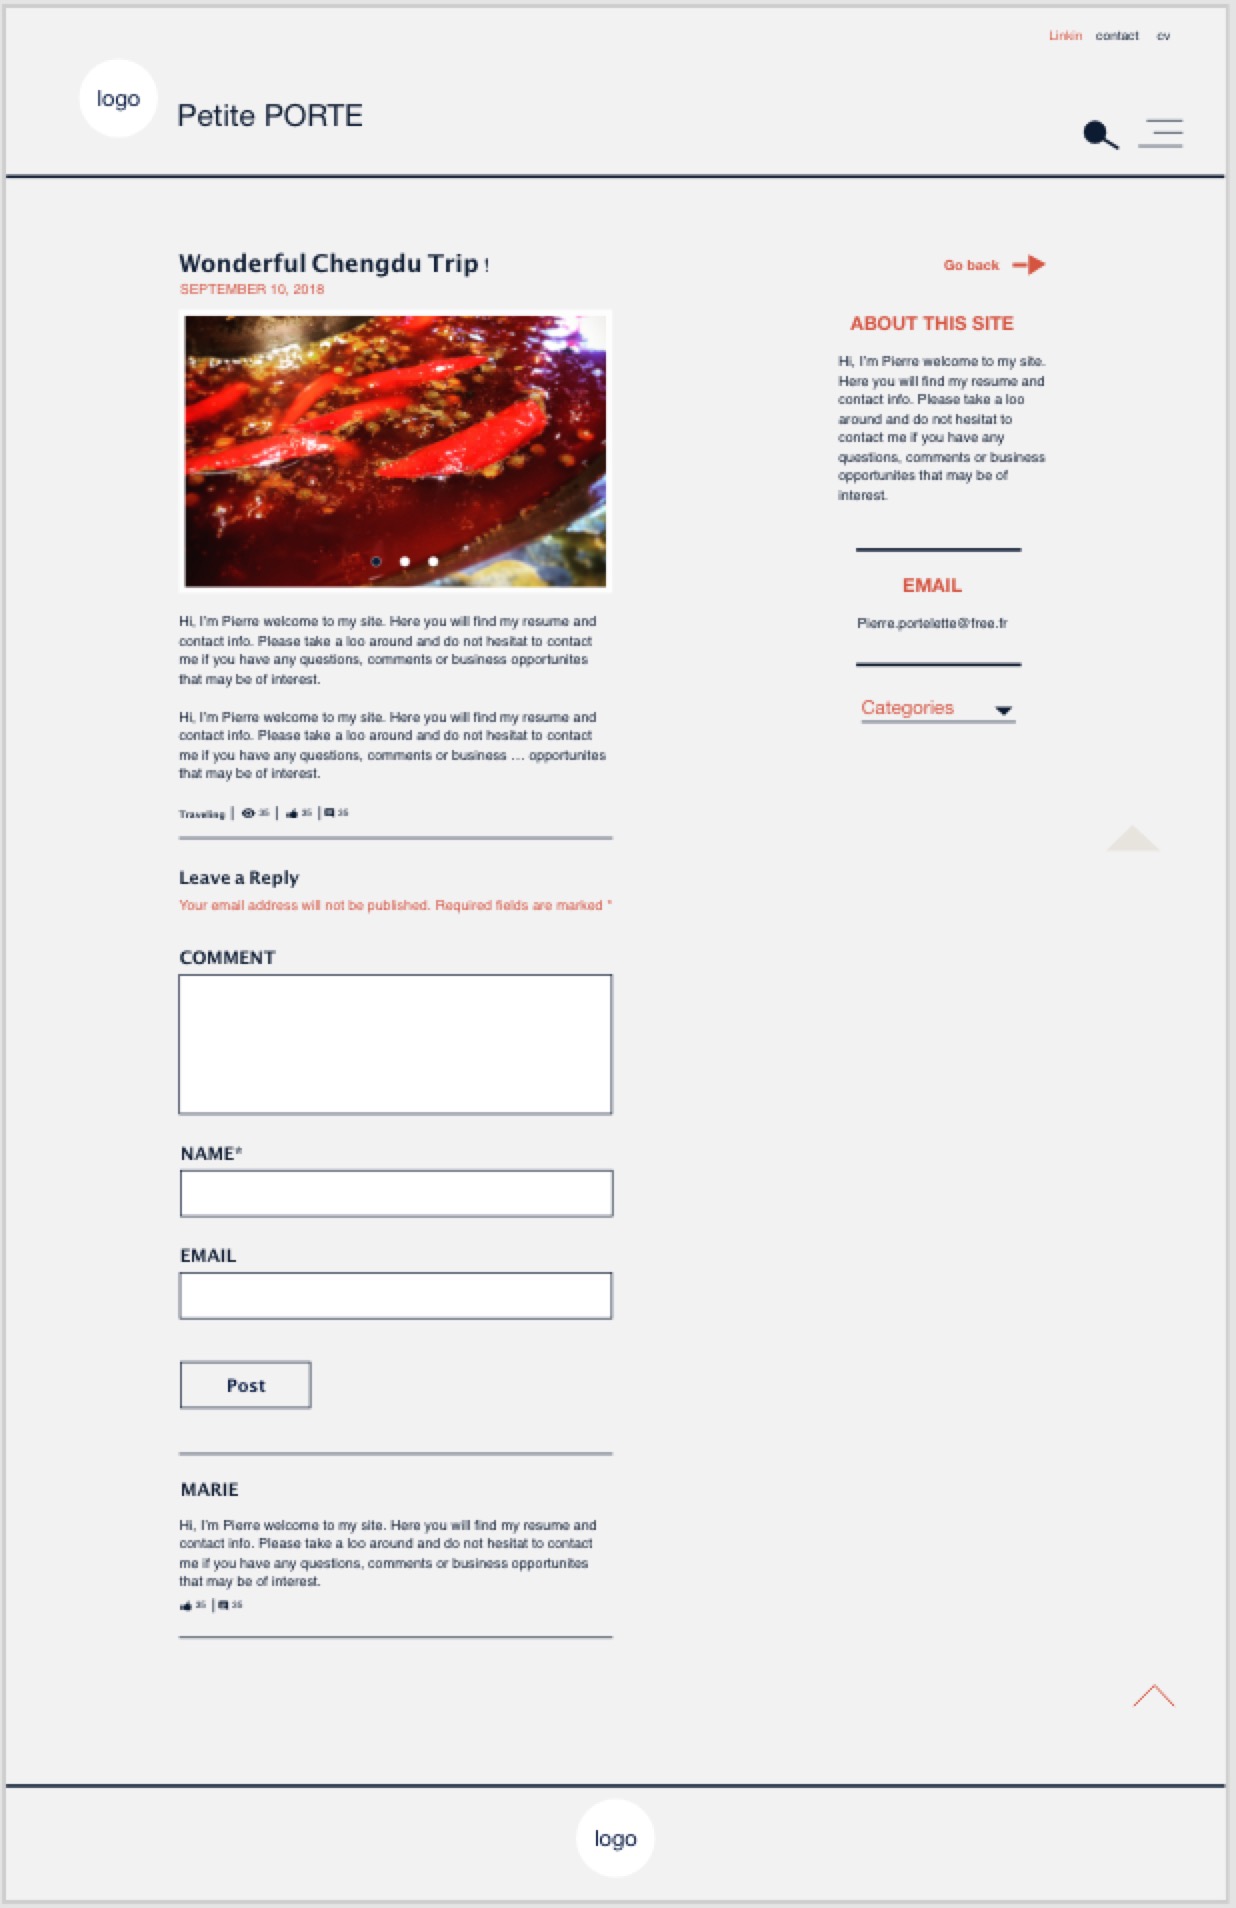 Linkin contact cv
logo
Petite PORTE
Wonderful Chengdu Trip !
SEPTEMBER 10, 2018
Hi, I'm Pierre welcome to my site. Here you will find my resume and
contact info. Please take a loo around and do not hesitat to contact
me if you have any questions, comments or business opportunites
that may be of interest.
Hi, I'm Pierre welcome to my site. Here you will find my resume and
contact info. Please take a loo around and do not hesitat to contact
me if you have any questions, comments or business ... opportunites
that may be of interest.
Traveling | 35 | 35 | 35
Go back
ABOUT THIS SITE
Hi, I'm Pierre welcome to my site.
Here you will find my resume and
contact info. Please take a loo
around and do not hesitat to
contact me if you have any
questions, comments or business
opportunites that may be of
interest.
EMAIL
Pierre.portelette@free.fr
Categories
Leave a Reply
Your email address will not be published. Required fields are marked *
COMMENT
NAME*
EMAIL
Post
MARIE
Hi, I'm Pierre welcome to my site. Here you will find my resume and
contact info. Please take a loo around and do not hesitat to contact
me if you have any questions, comments or business opportunites
that may be of interest.
35 | 35
logo